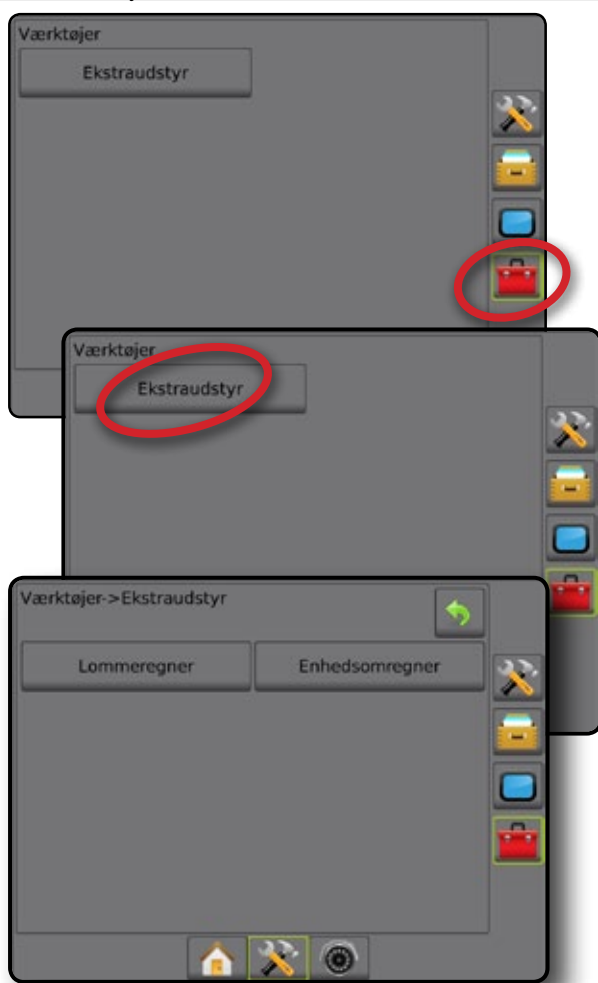 Værktøjer
Ekstraudstyr
Værktøjer
Ekstraudstyr
Værktøjer->Ekstraudstyr
Lommeregner Enhedsomregner